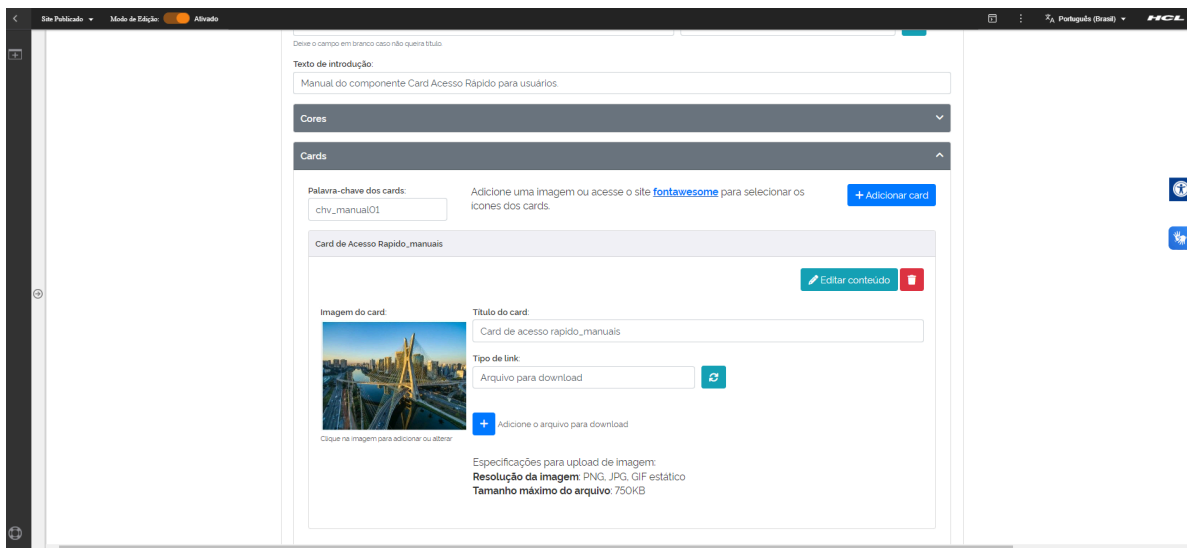 Site Publicado
Modo de Edição:
Ativado
Português (Brasil)
HCL
Deixe o campo em branco caso não queira título.
Texto de introdução:
Manual do componente Card Acesso Rápido para usuários
Cores
Cards
Palavra-chave dos cards:
chv_manual01
Adicione uma imagem ou acesse o site fontawesome para selecionar os
ícones dos cards.
+ Adicionar card
Card de Acesso Rapido_manuais
Editar conteúdo
Imagem do card:
Título do card:
Card de acesso rapido_manuais
Tipo de link:
Arquivo para download
Adicione o arquivo para download
Clique na imagem para adicionar ou alterar
Especificações para upload de imagem:
Resolução da imagem: PNG, JPG, GIF estático
Tamanho máximo do arquivo: 750KB